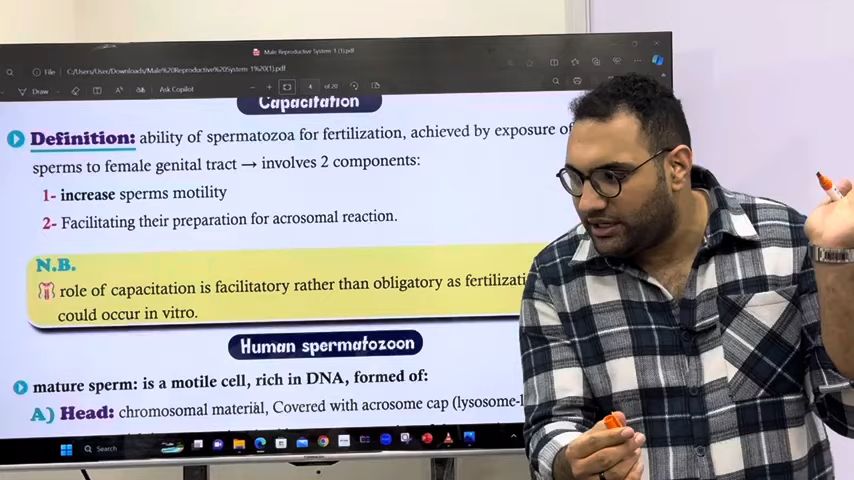 Male Reproductive System 1 (1).pdf
File
C:/Users/User/Downloads/Male%20Reproductive%20System 1%20(1).pdf
Draw
Ask Copilot
4 of 20
Capacitation
Definition: ability of spermatozoa for fertilization, achieved by exposure of
sperms to female genital tract → involves 2 components:
1- increase sperms motility
2- Facilitating their preparation for acrosomal reaction.
N.B.
role of capacitation is facilitatory rather than obligatory as fertilizati
could occur in vitro.
Human spermatozoon
mature sperm: is a motile cell, rich in DNA, formed of:
A) Head: chromosomal material, Covered with acrosome cap (lysosome-l
Search